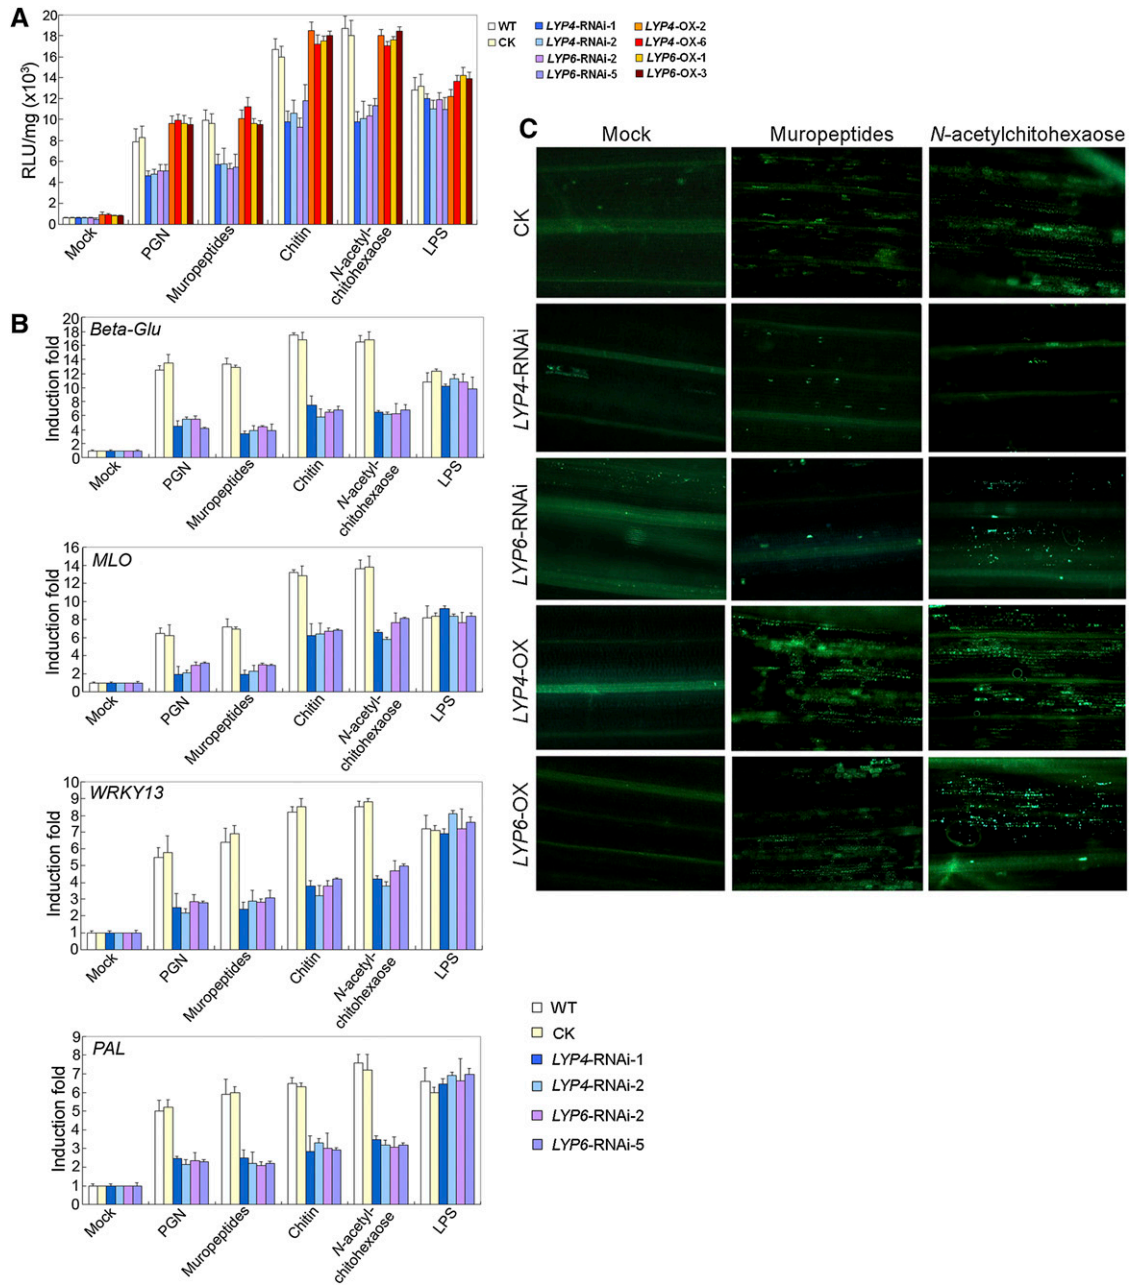 A
RLU/mg (x10³)
20
18
16
14
12
10
8
6
4
2
0
Mock
PGN
Muropeptides
Chitin
N-acetyl-
chitohexaose
LPS
WT
CK
LYP4-RNAi-1
LYP4-RNAi-2
LYP6-RNAi-2
LYP6-RNAi-5
LYP4-OX-2
LYP4-OX-6
LYP6-OX-1
LYP6-OX-3
B
Beta-Glu
Induction fold
20
18
16
14
12
10
8
6
4
2
0
Mock
PGN
Muropeptides
Chitin
N-acetyl-
chitohexaose
LPS
MLO
Induction fold
16
14
12
10
8
6
4
2
0
Mock
PGN
Muropeptides
Chitin
N-acetyl-
chitohexaose
LPS
WRKY13
Induction fold
10
9
8
7
6
5
4
3
2
1
0
Mock
PGN
Muropeptides
Chitin
N-acetyl-
chitohexaose
LPS
PAL
Induction fold
9
8
7
6
5
4
3
2
1
0
Mock
PGN
Muropeptides
Chitin
N-acetyl-
chitohexaose
LPS
WT
CK
LYP4-RNAi-1
LYP4-RNAi-2
LYP6-RNAi-2
LYP6-RNAi-5
C
Mock
Muropeptides
N-acetylchitohexaose
CK
LYP4-RNAi
LYP6-RNAi
LYP4-OX
LYP6-OX